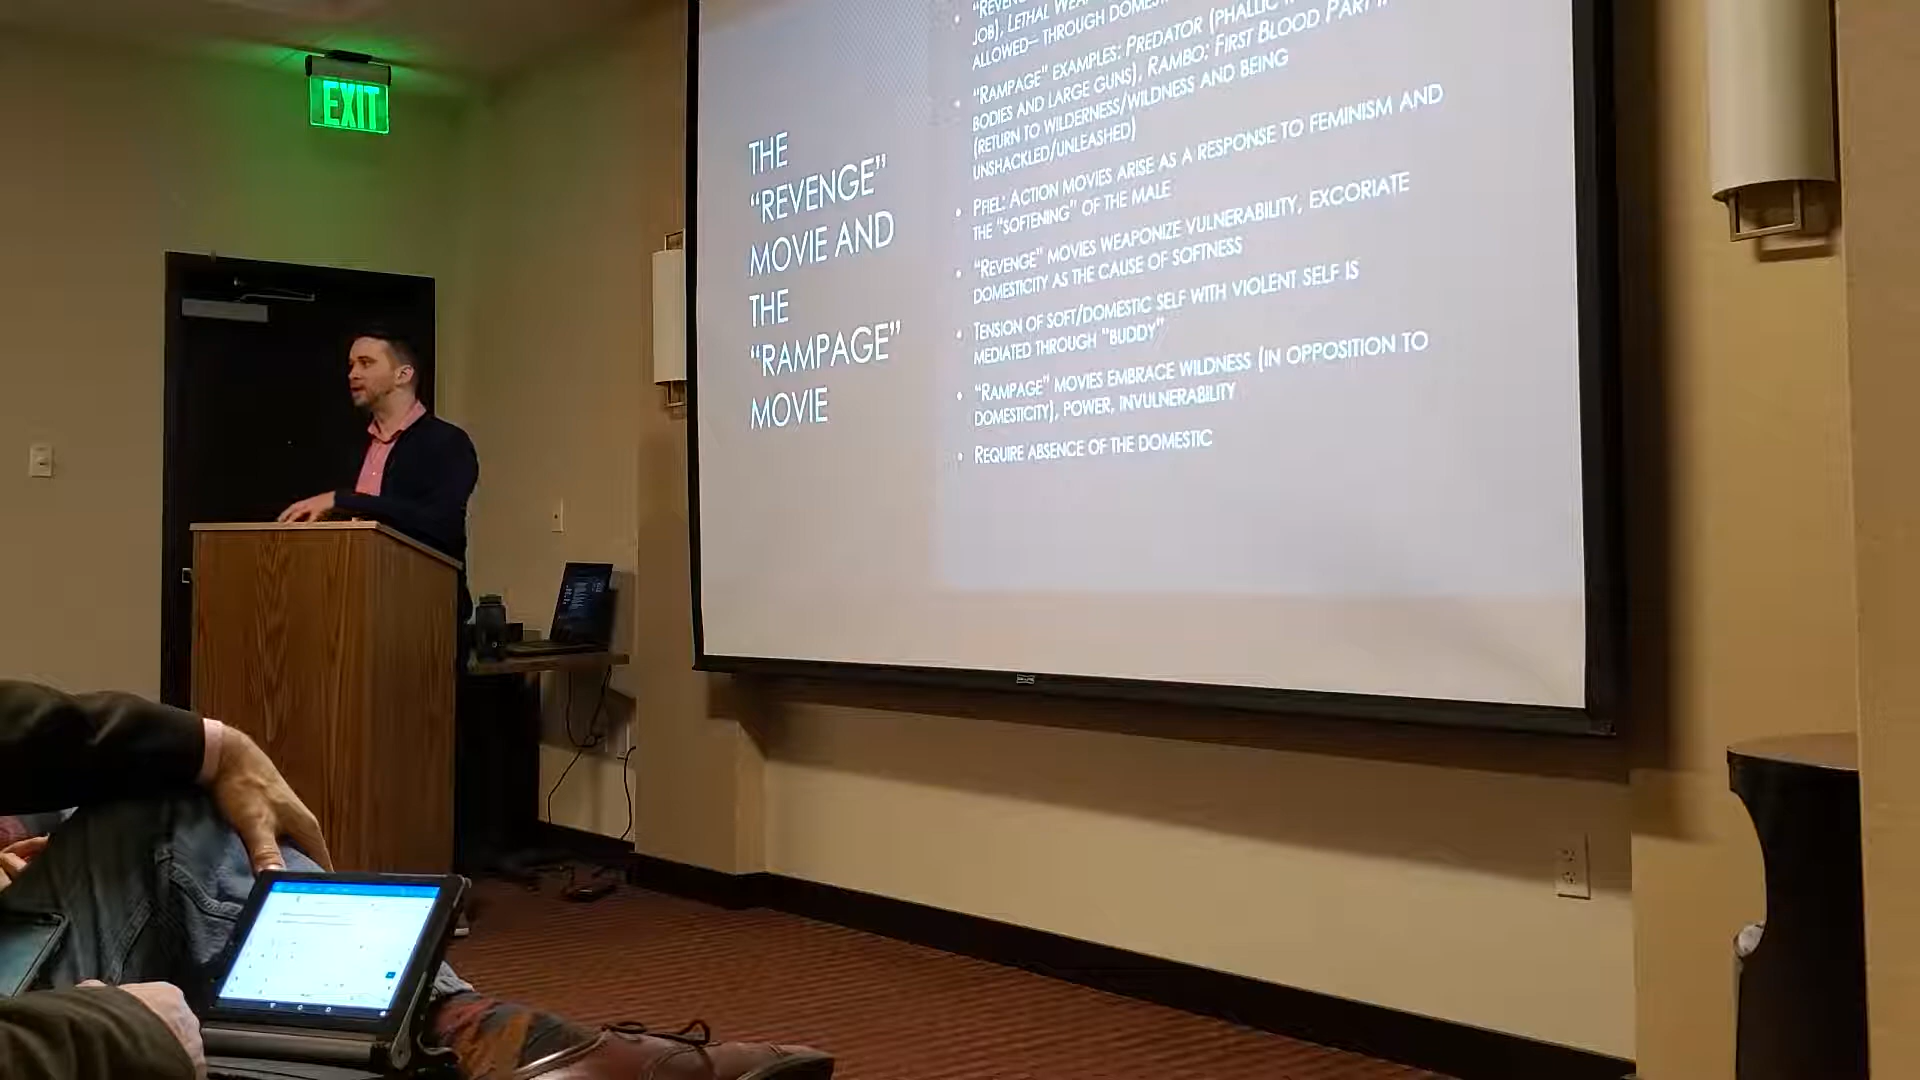 EXIT
THE
“REVENGE”
MOVIE AND
THE
“RAMPAGE”
MOVIE
JOB), LETHAL
ALLOWED– THROUGH
“RAMPAGE” EXAMPLES: PREDATOR (PHALLIC
BODIES AND LARGE GUNS), RAMBO: FIRST BLOOD PART
(RETURN TO WILDERNESS/WILDNESS AND BEING
UNSHACKLED/UNLEASHED)
• PFIEL: ACTION MOVIES ARISE AS A RESPONSE TO FEMINISM AND
THE “SOFTENING” OF THE MALE
• “REVENGE” MOVIES WEAPONIZE VULNERABILITY, EXCORIATE
DOMESTICITY AS THE CAUSE OF SOFTNESS
• TENSION OF SOFT/DOMESTIC SELF WITH VIOLENT SELF IS
MEDIATED THROUGH “BUDDY”
• “RAMPAGE” MOVIES EMBRACE WILDNESS (IN OPPOSITION TO
DOMESTICITY), POWER, INVULNERABILITY
• REQUIRE ABSENCE OF THE DOMESTIC